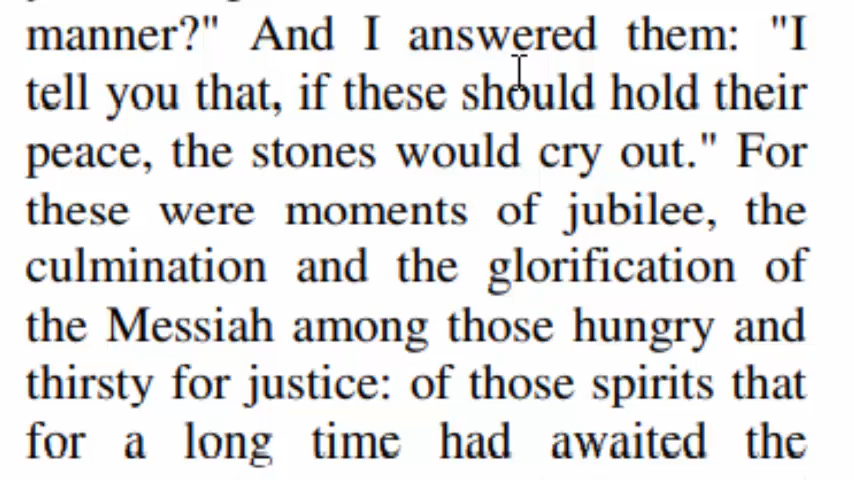 manner?" And I answered them: "I
tell you that, if these should hold their
peace, the stones would cry out." For
these were moments of jubilee, the
culmination and the glorification of
the Messiah among those hungry and
thirsty for justice: of those spirits that
for a long time had awaited the